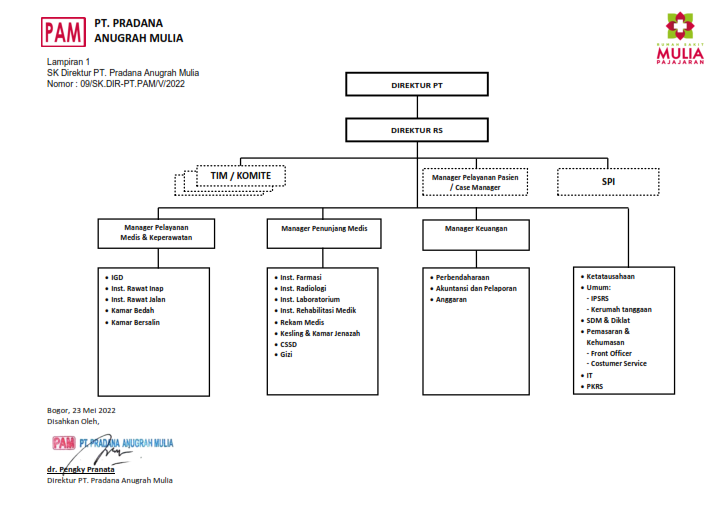 PAM
PT. PRADANA
ANUGRAH MULIA
RUMAH SAKIT
MULIA
PAJAJARAN
Lampiran 1
SK Direktur PT. Pradana Anugrah Mulia
Nomor : 09/SK.DIR-PT.PAM/V/2022
DIREKTUR PT
DIREKTUR RS
TIM / KOMITE
Manager Pelayanan Pasien
/ Case Manager
SPI
Manager Pelayanan
Medis & Keperawatan
Manager Penunjang Medis
Manager Keuangan
• IGD
• Inst. Rawat Inap
• Inst. Rawat Jalan
• Kamar Bedah
• Kamar Bersalin
• Inst. Farmasi
• Inst. Radiologi
• Inst. Laboratorium
• Inst. Rehabilitasi Medik
• Rekam Medis
• Kesling & Kamar Jenazah
• CSSD
• Gizi
• Perbendaharaan
• Akuntansi dan Pelaporan
• Anggaran
• Ketatausahaan
• Umum:
- IPSRS
- Kerumah tanggaan
• SDM & Diklat
• Pemasaran &
Kehumasan
- Front Officer
- Costumer Service
• IT
• PKRS
Bogor, 23 Mei 2022
Disahkan Oleh,
PAM PT. PRADANA ANUGRAH MULIA
dr. Pengky Pranata
Direktur PT. Pradana Anugrah Mulia